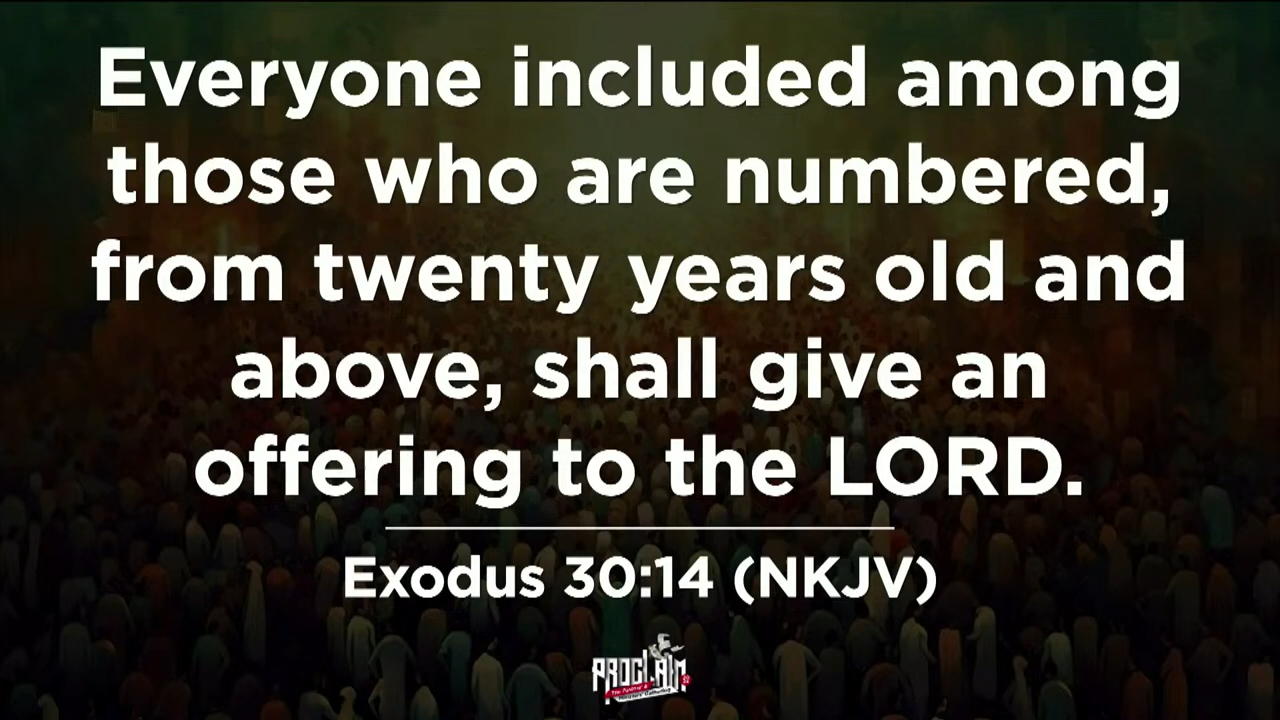 Everyone included among
those who are numbered,
from twenty years old and
above, shall give an
offering to the LORD.
Exodus 30:14 (NKJV)
PROCLAIM